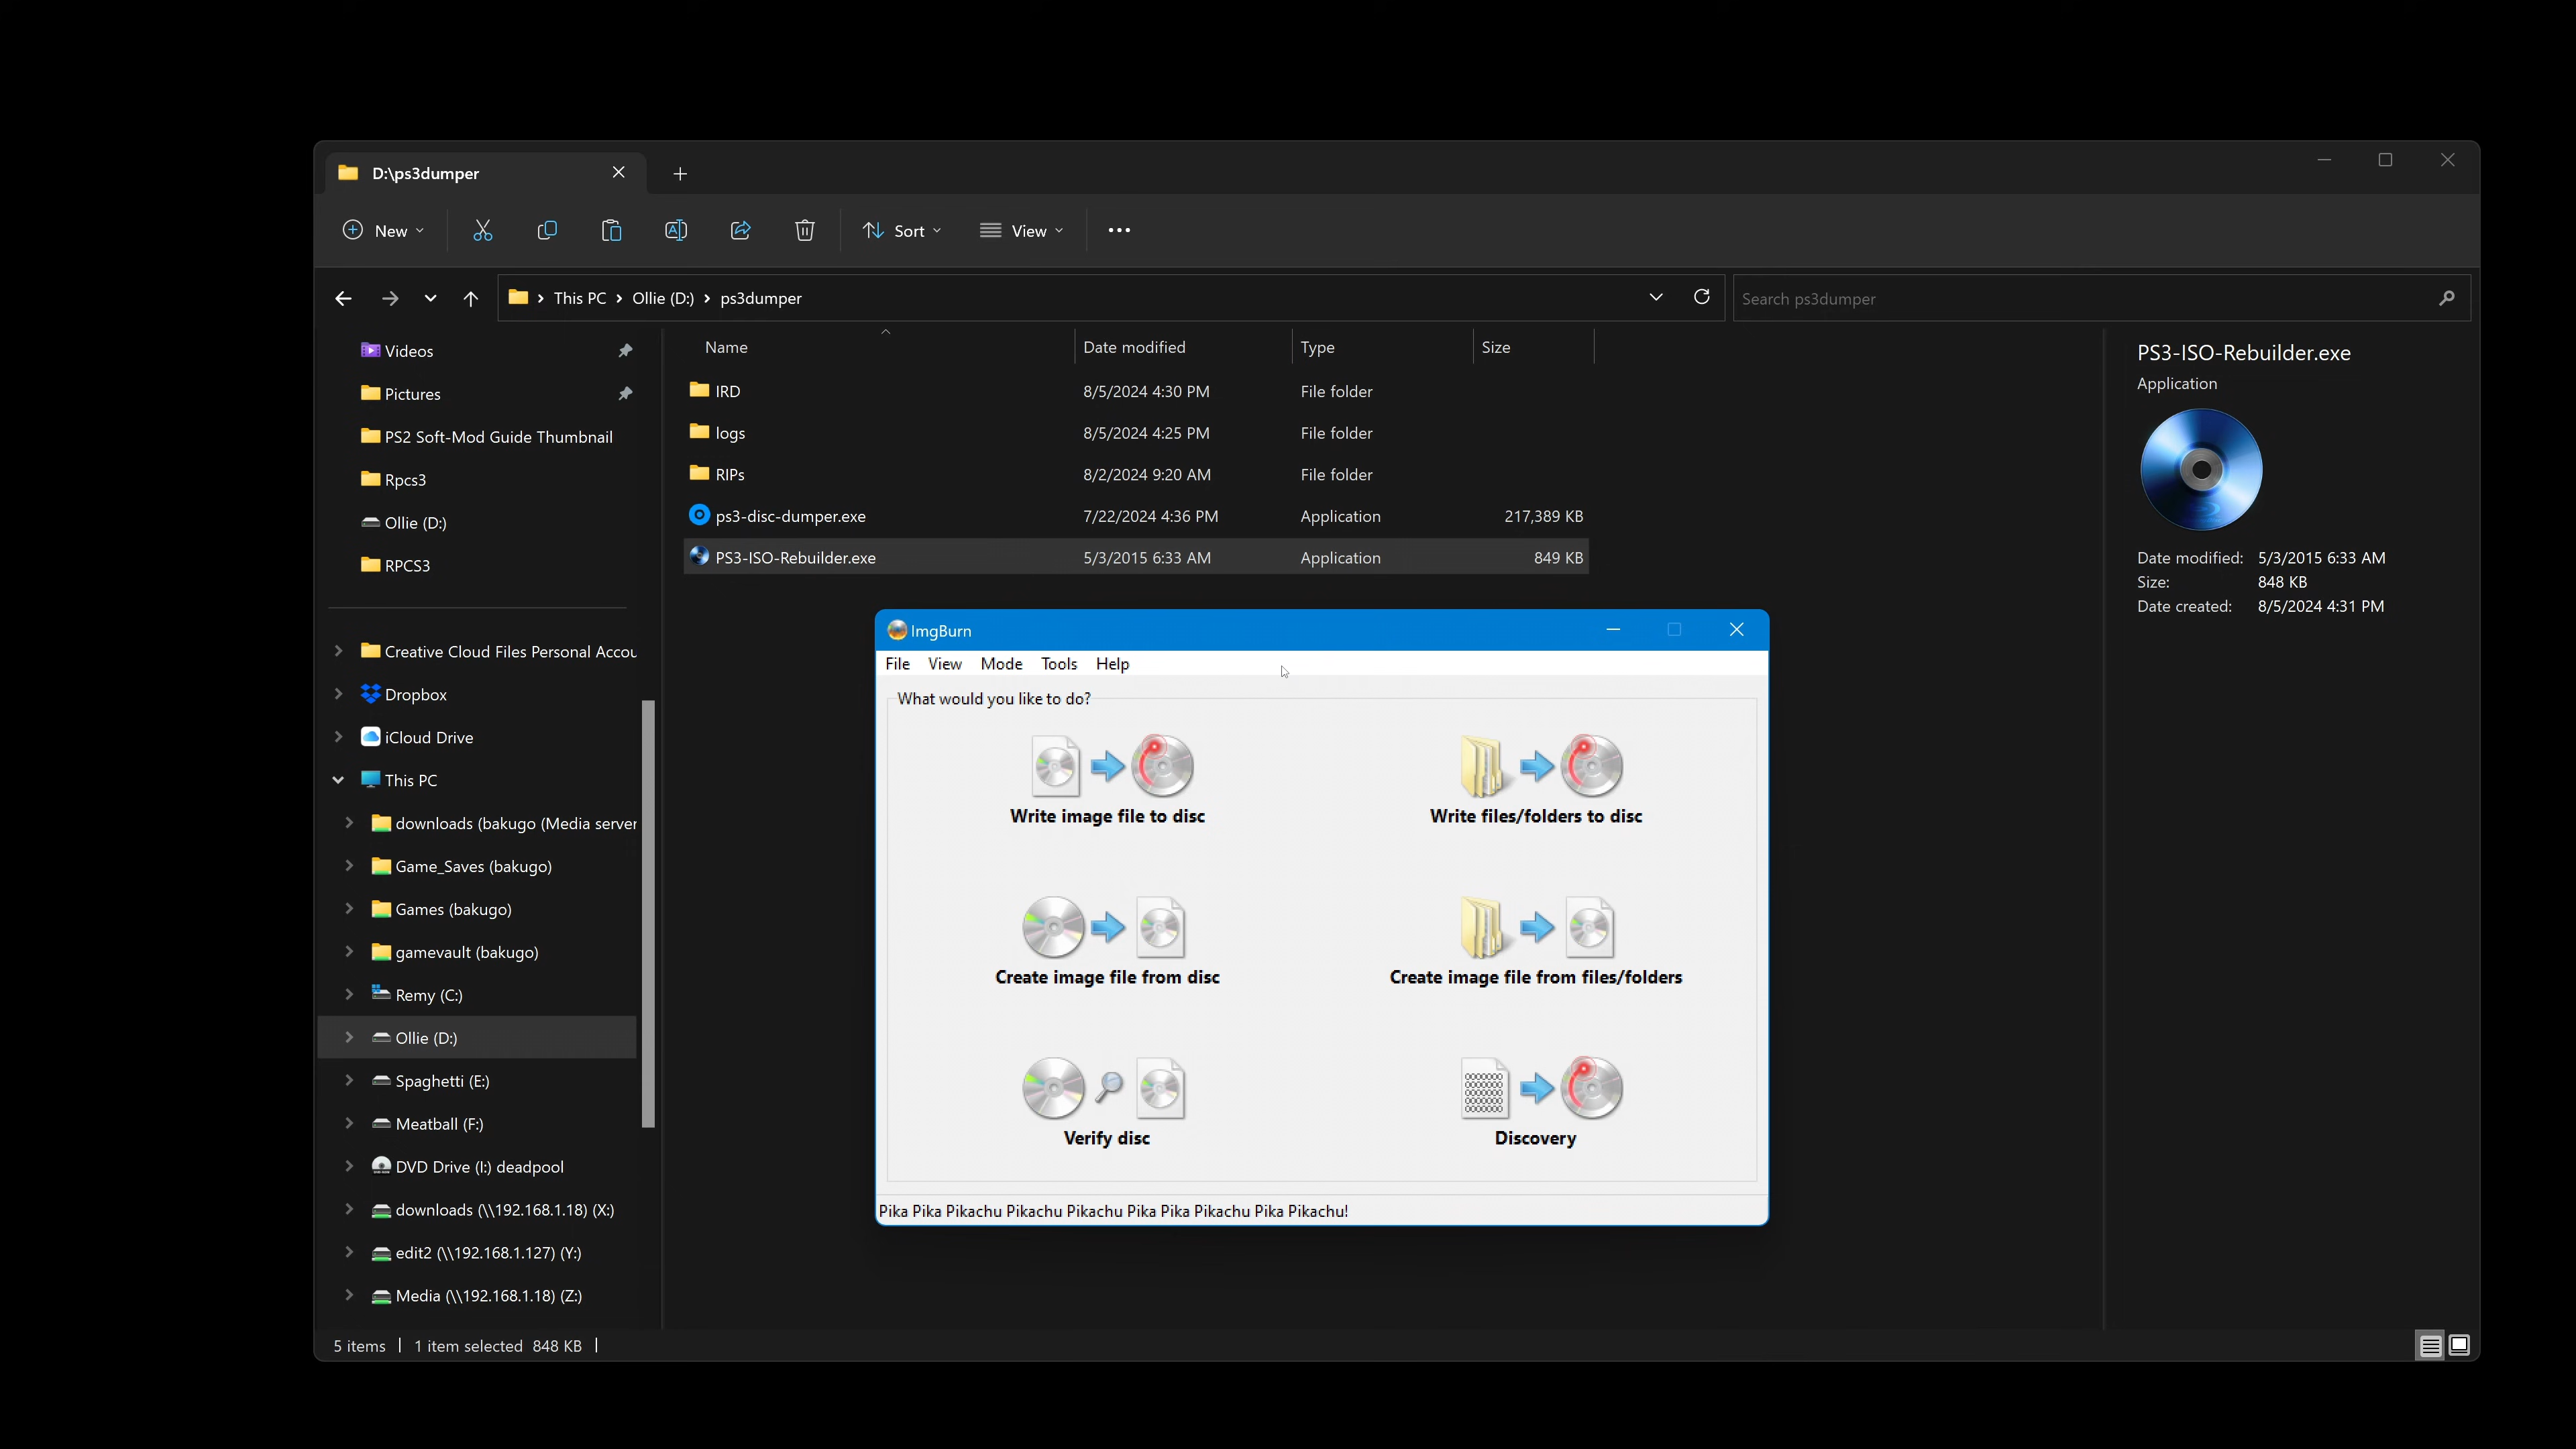 D:\ps3dumper
New
Sort
View
This PC
Ollie (D:)
ps3dumper
Search ps3dumper
Videos
Pictures
PS2 Soft-Mod Guide Thumbnail
Rpcs3
Ollie (D:)
RPCS3
Creative Cloud Files Personal Accou
Dropbox
iCloud Drive
This PC
downloads (bakugo (Media server
Game_Saves (bakugo)
Games (bakugo)
gamevault (bakugo)
Remy (C:)
Ollie (D:)
Spaghetti (E:)
Meatball (F:)
DVD Drive (I:) deadpool
downloads (\\192.168.1.18) (X:)
edit2 (\\192.168.1.127) (Y:)
Media (\\192.168.1.18) (Z:)
Name Date modified Type Size
IRD 8/5/2024 4:30 PM File folder
logs 8/5/2024 4:25 PM File folder
RIPs 8/2/2024 9:20 AM File folder
ps3-disc-dumper.exe 7/22/2024 4:36 PM Application 217,389 KB
PS3-ISO-Rebuilder.exe 5/3/2015 6:33 AM Application 849 KB
PS3-ISO-Rebuilder.exe
Application
Date modified: 5/3/2015 6:33 AM
Size: 848 KB
Date created: 8/5/2024 4:31 PM
ImgBurn
File View Mode Tools Help
What would you like to do?
Write image file to disc
Write files/folders to disc
Create image file from disc
Create image file from files/folders
Verify disc
Discovery
Pika Pika Pikachu Pikachu Pikachu Pika Pika Pikachu Pika Pikachu!
5 items 1 item selected 848 KB